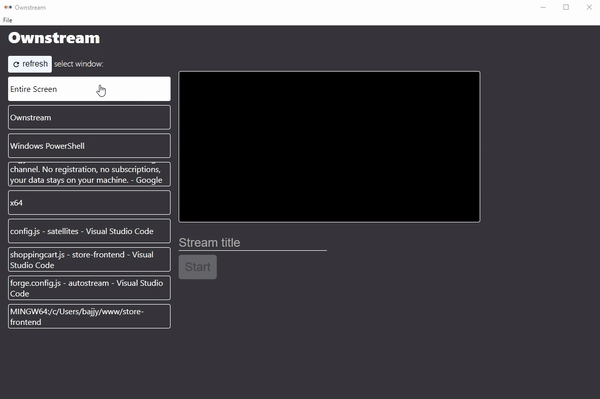 Ownstream
File
Ownstream
refresh select window:
Entire Screen
Ownstream
Windows PowerShell
channel. No registration, no subscriptions,
your data stays on your machine. - Google
x64
config.js - satellites - Visual Studio Code
shoppingcart.js - store-frontend - Visual
Studio Code
forge.config.js - autostream - Visual Studio
Code
MINGW64:/c/Users/bajjy/www/store-
frontend
Stream title
Start